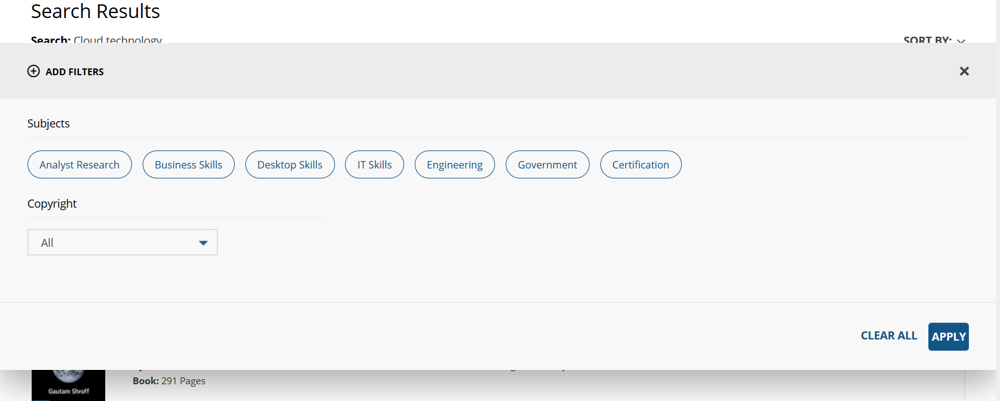 Search Results
Search: Cloud technology
SORT BY:
ADD FILTERS
Subjects
Analyst Research
Business Skills
Desktop Skills
IT Skills
Engineering
Government
Certification
Copyright
All
CLEAR ALL
APPLY
Book: 291 Pages
Gautam Shroff